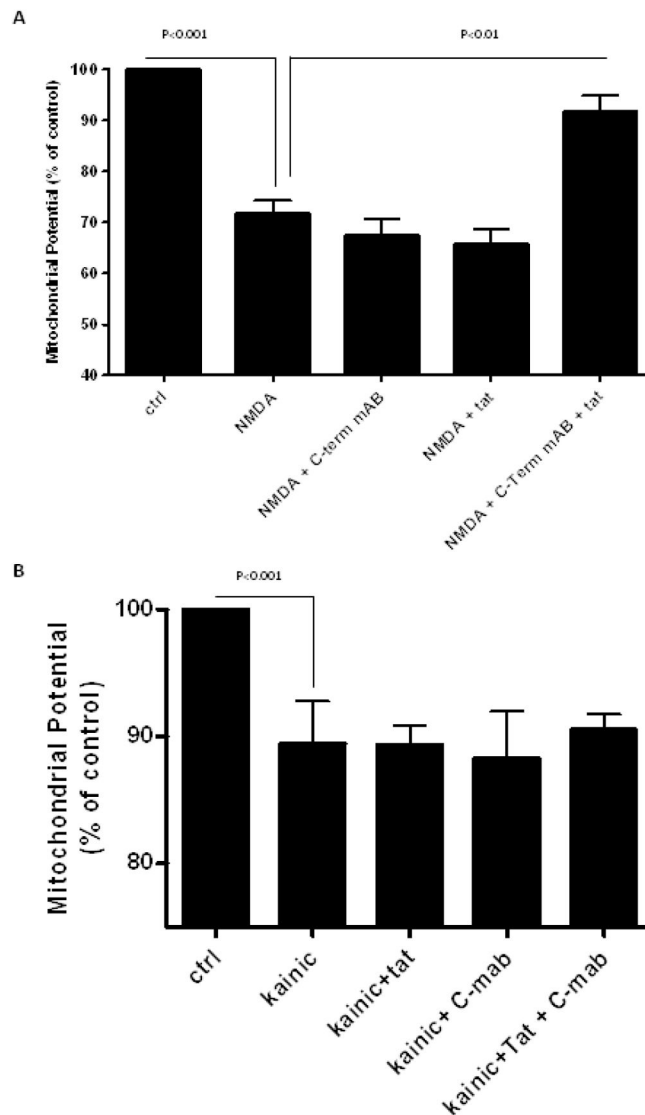 A
P<0.001
P<0.01
Mitochondrial Potential (% of control)
100
90
80
70
60
50
40
ctrl
NMDA
NMDA + C-term mAB
NMDA + tat
NMDA + C-Term mAB + tat
B
P<0.001
Mitochondrial Potential
(% of control)
100
90
80
ctrl
kainic
kainic+tat
kainic+ C-mab
kainic+Tat + C-mab